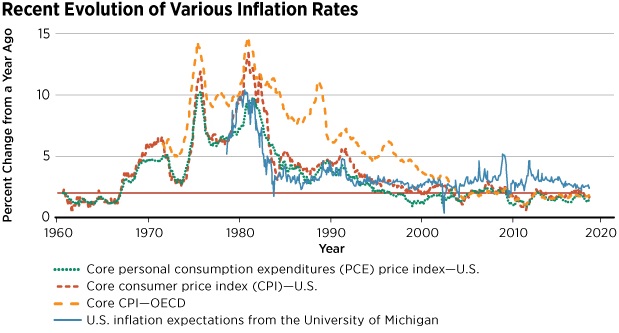 Recent Evolution of Various Inflation Rates
Percent Change from a Year Ago
15
10
5
0
1960 1970 1980 1990 2000 2010 2020
Year
Core personal consumption expenditures (PCE) price index—U.S.
Core consumer price index (CPI)—U.S.
Core CPI—OECD
U.S. inflation expectations from the University of Michigan